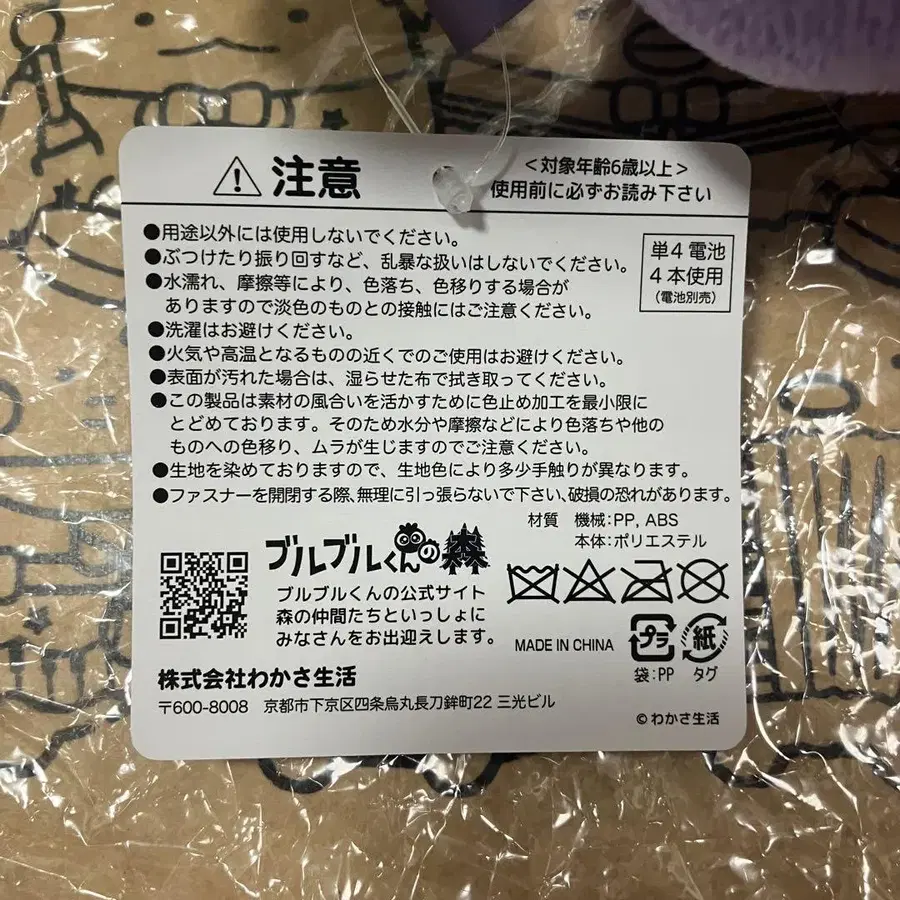 注意
<対象年齢6歳以上>
使用前に必ずお読み下さい
●用途以外には使用しないでください。
●ぶつけたり振り回すなど、乱暴な扱いはしないでください。
●水濡れ、摩擦等により、色落ち、色移りする場合が
ありますので淡色のものとの接触にはご注意ください。
●洗濯はお避けください。
●火気や高温となるものの近くでのご使用はお避けください。
●表面が汚れた場合は、湿らせた布で拭き取ってください。
●この製品は素材の風合いを活かすために色止め加工を最小限に
とどめております。そのため水分や摩擦などにより色落ちや他の
ものへの色移り、ムラが生じますのでご注意ください。
●生地を染めておりますので、生地色により多少手触りが異なります。
●ファスナーを開閉する際、無理に引っ張らないで下さい、破損の恐れがあります。
単4電池
4本使用
(電池別売)
材質 機械:PP, ABS
本体:ポリエステル
ブルブルくんの森
ブルブルくんの公式サイト
森の仲間たちといっしょに
みなさんをお出迎えします。
MADE IN CHINA
プラ
袋:PP
紙
タグ
株式会社わかさ生活
〒600-8008 京都市下京区四条烏丸長刀鉾町22 三光ビル
©わかさ生活